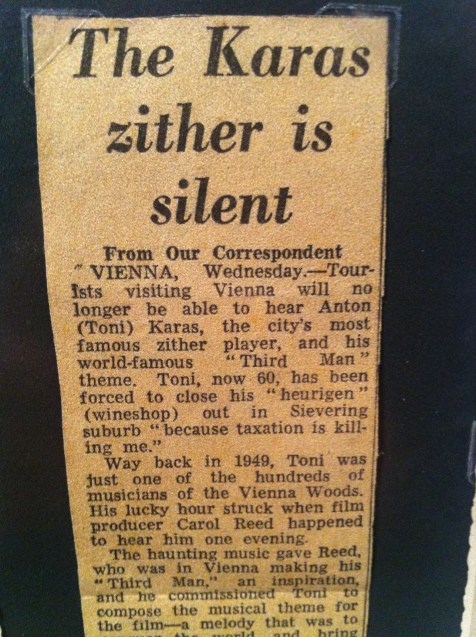 The Karas
zither is
silent
From Our Correspondent
VIENNA, Wednesday.—Tour-
ists visiting Vienna will no
longer be able to hear Anton
(Toni) Karas, the city's most
famous zither player, and his
world-famous "Third Man"
theme. Toni, now 60, has been
forced to close his "heurigen"
(wineshop) out in Sievering
suburb "because taxation is kill-
ing me."
Way back in 1949, Toni was
just one of the hundreds of
musicians of the Vienna Woods.
His lucky hour struck when film
producer Carol Reed happened
to hear him one evening.
The haunting music gave Reed,
who was in Vienna making his
"Third Man," an inspiration,
and he commissioned Toni to
compose the musical theme for
the film—a melody that was to
the world and bring